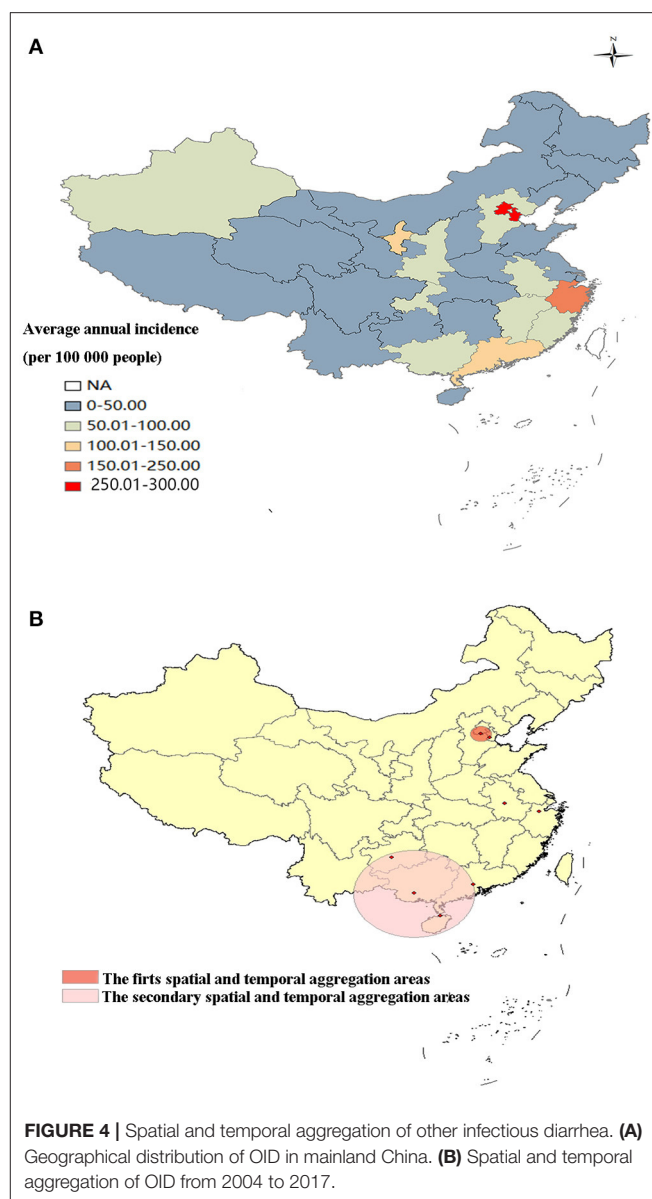 A
N
Average annual incidence
(per 100 000 people)
NA
0-50.00
50.01-100.00
100.01-150.00
150.01-250.00
250.01-300.00
B
The firts spatial and temporal aggregation areas
The secondary spatial and temporal aggregation areas
FIGURE 4 | Spatial and temporal aggregation of other infectious diarrhea. (A)
Geographical distribution of OID in mainland China. (B) Spatial and temporal
aggregation of OID from 2004 to 2017.